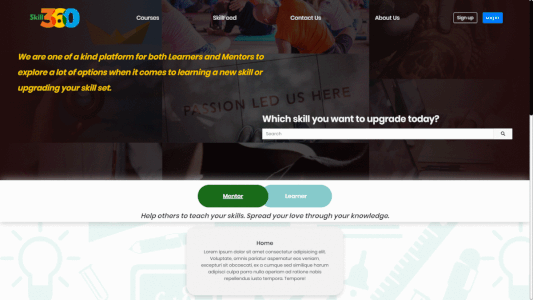 Skill 360
Courses
SkillFeed
Contact Us
About Us
Sign up
Log in
We are one of a kind platform for both Learners and Mentors to
explore a lot of options when it comes to learning a new skill or
upgrading your skill set.
PASSION LED US HERE
Which skill you want to upgrade today?
Search
Mentor
Learner
Help others to teach your skills. Spread your love through your knowledge.
Home
Lorem ipsum dolor sit amet consectetur adipisicing elit.
Voluptate, omnis pariatur aspernatur eos veniam,
excepturi sit obcaecati, ex a cumque sed similique harum
adipisci culpa porro nulla aperiam ad ratione nobis
repellendus iusto tempora. Tempora!